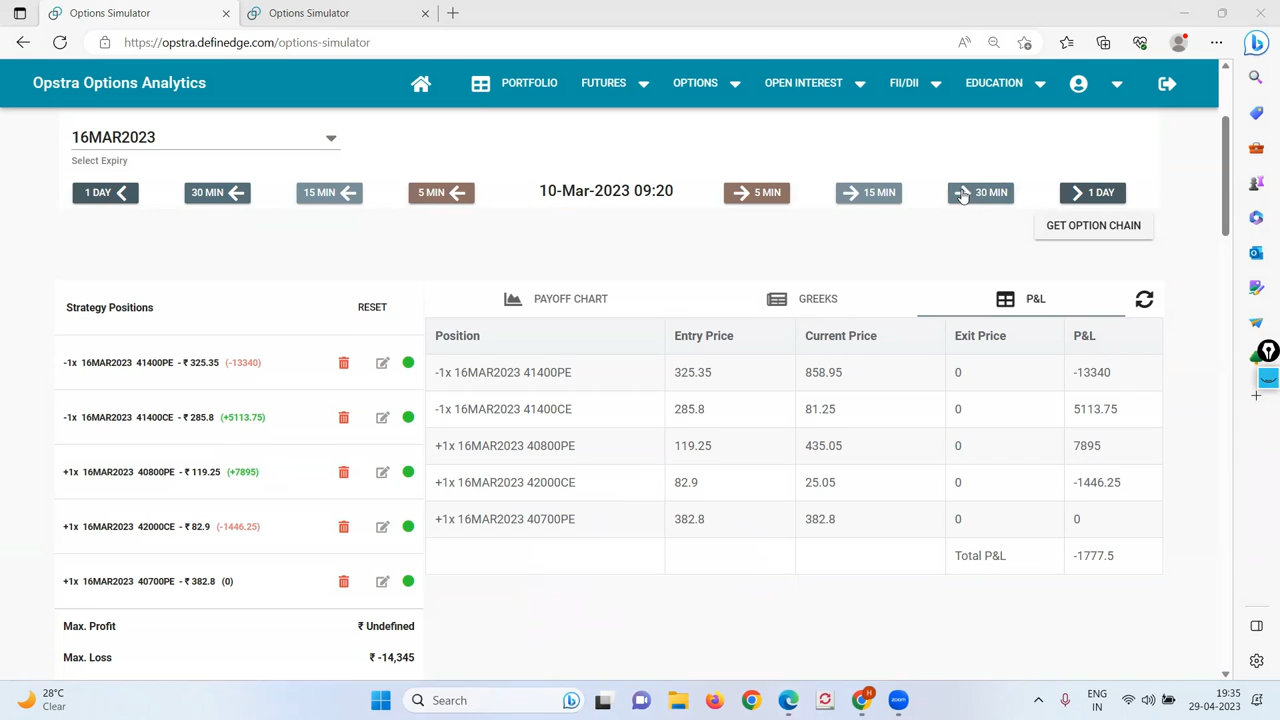 Options Simulator
Options Simulator
https://opstra.definedge.com/options-simulator
Opstra Options Analytics
PORTFOLIO
FUTURES
OPTIONS
OPEN INTEREST
FII/DII
EDUCATION
16MAR2023
Select Expiry
1 DAY
30 MIN
15 MIN
5 MIN
10-Mar-2023 09:20
5 MIN
15 MIN
30 MIN
1 DAY
GET OPTION CHAIN
Strategy Positions RESET
-1x 16MAR2023 41400PE - ₹ 325.35 (-13340)
-1x 16MAR2023 41400CE - ₹ 285.8 (+5113.75)
+1x 16MAR2023 40800PE - ₹ 119.25 (+7895)
+1x 16MAR2023 42000CE - ₹ 82.9 (-1446.25)
+1x 16MAR2023 40700PE - ₹ 382.8 (0)
Max. Profit ₹ Undefined
Max. Loss ₹ -14,345
PAYOFF CHART GREEKS P&L
Position Entry Price Current Price Exit Price P&L
-1x 16MAR2023 41400PE 325.35 858.95 0 -13340
-1x 16MAR2023 41400CE 285.8 81.25 0 5113.75
+1x 16MAR2023 40800PE 119.25 435.05 0 7895
+1x 16MAR2023 42000CE 82.9 25.05 0 -1446.25
+1x 16MAR2023 40700PE 382.8 382.8 0 0
Total P&L -1777.5
28°C
Clear
Search
ENG
IN
19:35
29-04-2023